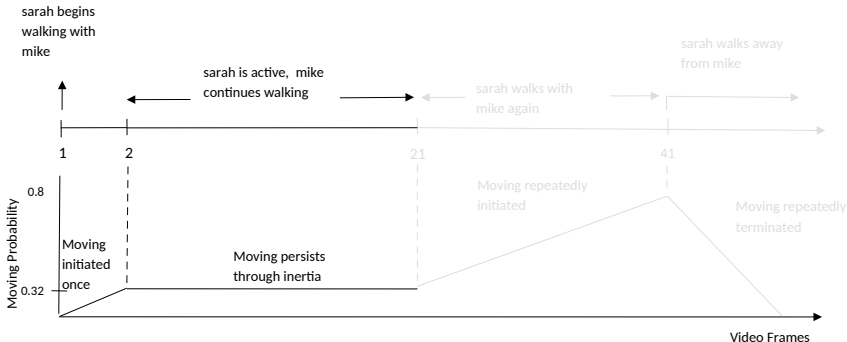 sarah begins
walking with
mike
sarah is active, mike
continues walking
sarah walks with
mike again
sarah walks away
from mike
1
2
21
41
0.8
0.32
Moving Probability
Moving
initiated
once
Moving persists
through inertia
Moving repeatedly
initiated
Moving repeatedly
terminated
Video Frames